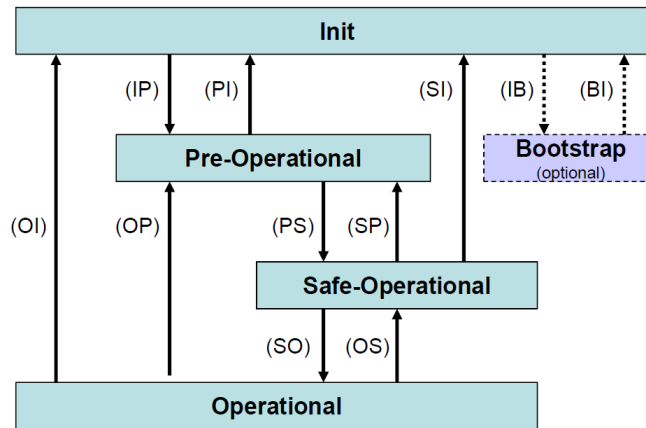 Init
(IP)
(PI)
(SI)
(IB)
(BI)
Pre-Operational
Bootstrap
(optional)
(OI)
(OP)
(PS)
(SP)
Safe-Operational
(SO)
(OS)
Operational